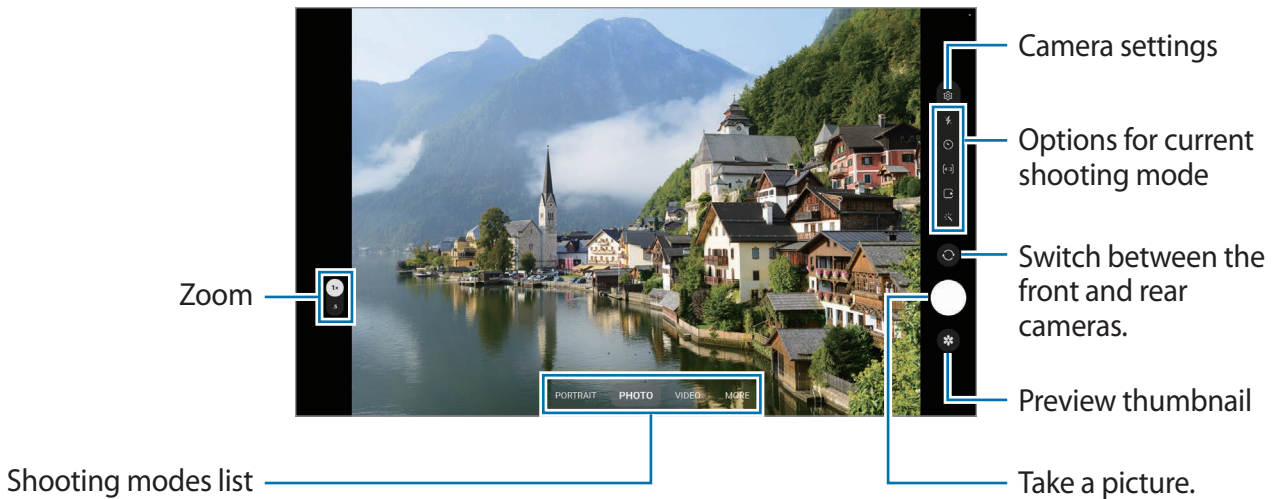 Camera settings
Options for current
shooting mode
Switch between the
front and rear
cameras.
Zoom
1x
.5
PORTRAIT PHOTO VIDEO MORE
Preview thumbnail
Shooting modes list
Take a picture.